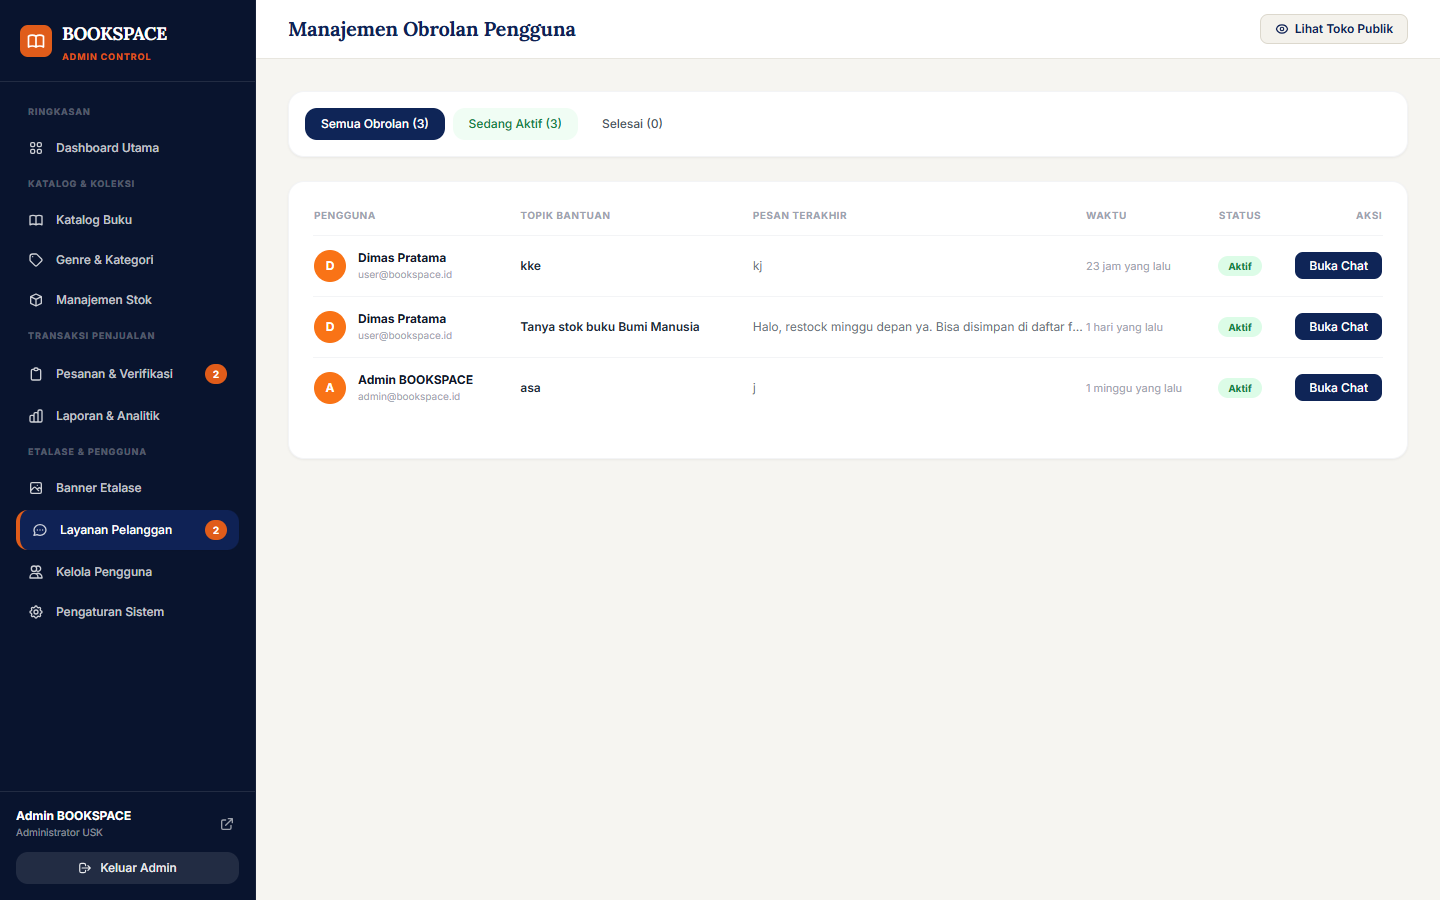 BOOKSPACE
ADMIN CONTROL
RINGKASAN
Dashboard Utama
KATALOG & KOLEKSI
Katalog Buku
Genre & Kategori
Manajemen Stok
TRANSAKSI PENJUALAN
Pesanan & Verifikasi 2
Laporan & Analitik
ETALASE & PENGGUNA
Banner Etalase
Layanan Pelanggan 2
Kelola Pengguna
Pengaturan Sistem
Admin BOOKSPACE
Administrator USK
Keluar Admin
Manajemen Obrolan Pengguna
Lihat Toko Publik
Semua Obrolan (3) Sedang Aktif (3) Selesai (0)
PENGGUNA TOPIK BANTUAN PESAN TERAKHIR WAKTU STATUS AKSI
D Dimas Pratama kke kj 23 jam yang lalu Aktif Buka Chat
user@bookspace.id
D Dimas Pratama Tanya stok buku Bumi Manusia Halo, restock minggu depan ya. Bisa disimpan di daftar f... 1 hari yang lalu Aktif Buka Chat
user@bookspace.id
A Admin BOOKSPACE asa j 1 minggu yang lalu Aktif Buka Chat
admin@bookspace.id